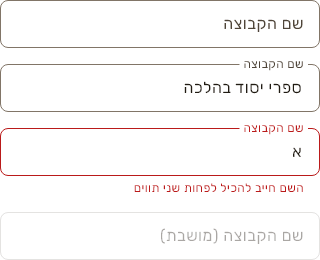 שם הקבוצה
שם הקבוצה
ספרי יסוד בהלכה
שם הקבוצה
א
השם חייב להכיל לפחות שני תווים
שם הקבוצה (מושבת)